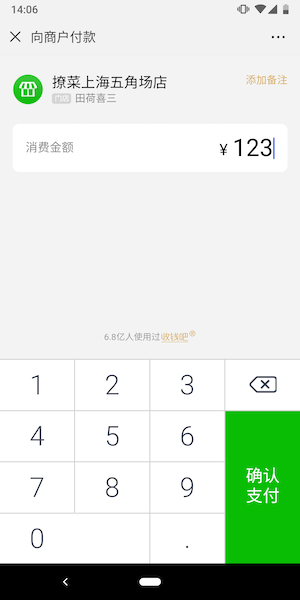 14:06
向商户付款
撩菜上海五角场店
添加备注
门店 田荷喜三
消费金额
¥ 123
6.8亿人使用过 收钱吧
1 2 3
4 5 6
确认
支付
7 8 9
0 .